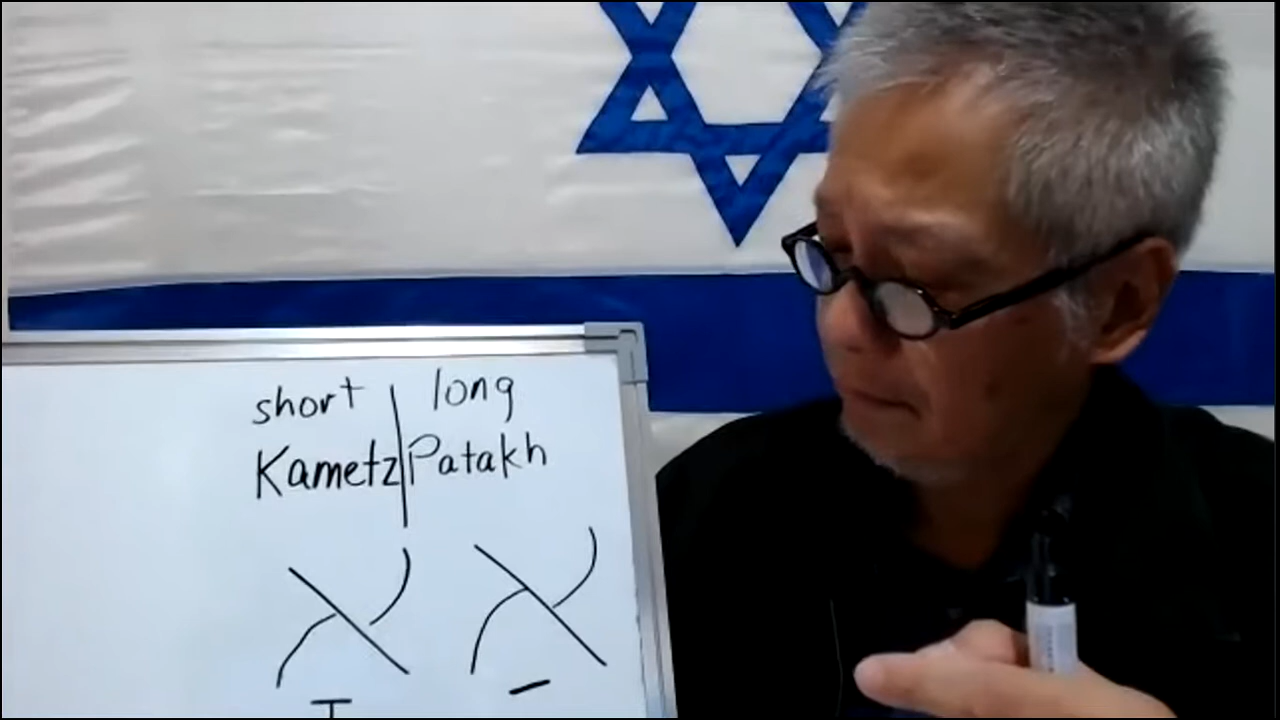 short | long
Kametz | Patakh
אָ אַ